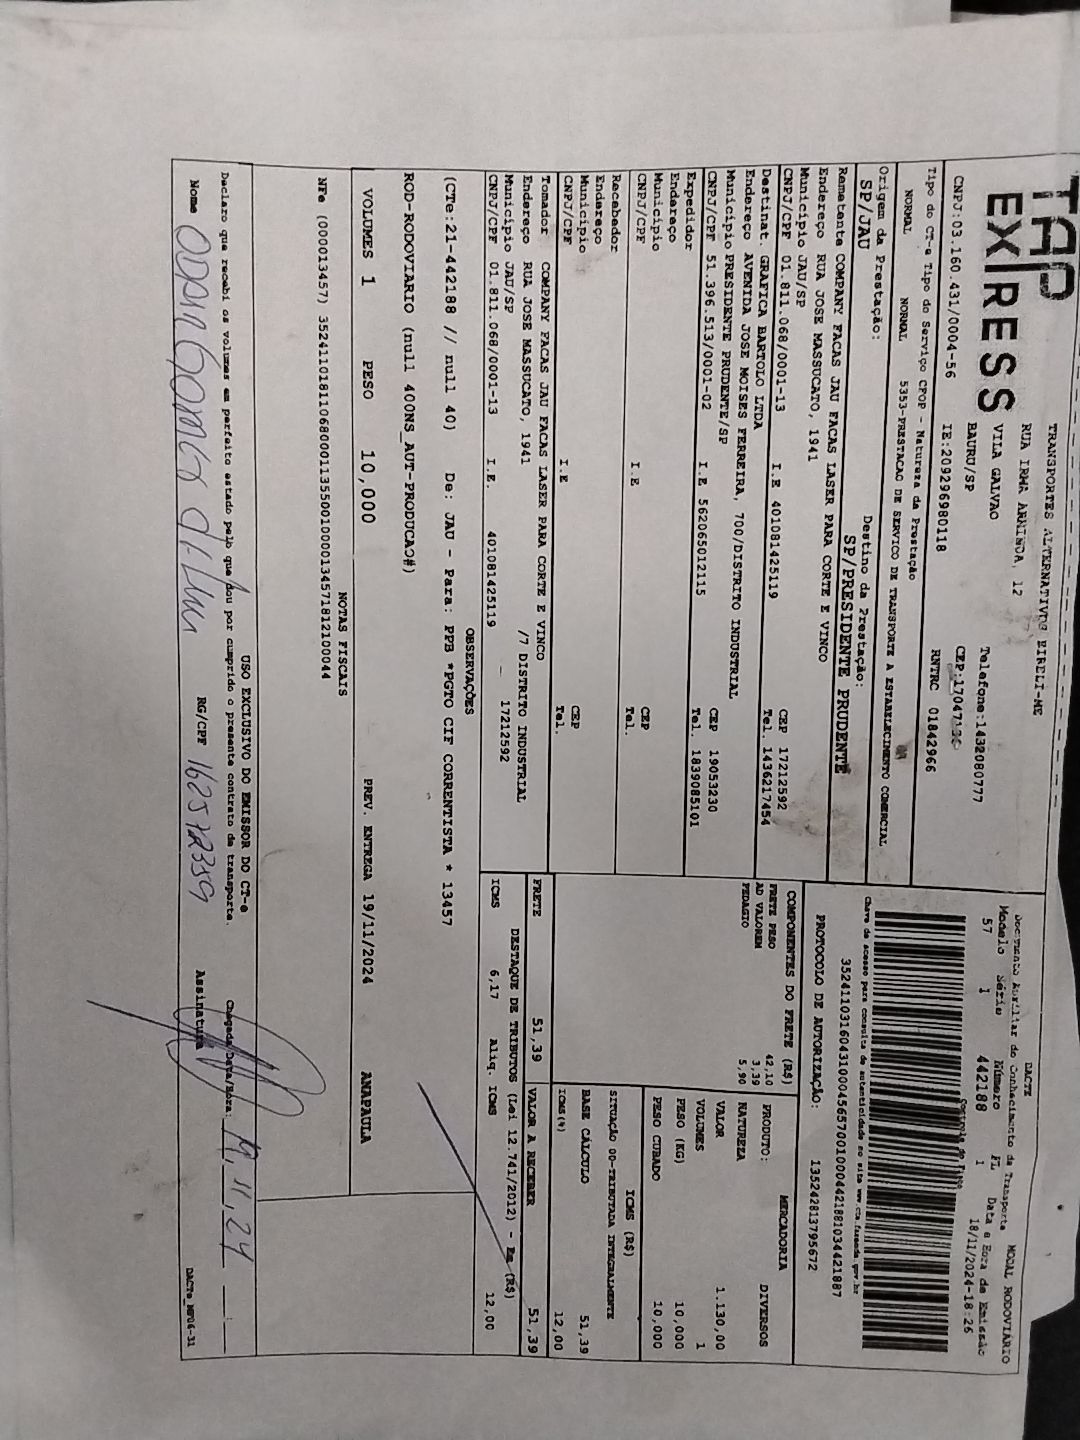 TAP
EXPRESS
TRANSPORTES ALTERNATIVOS EIRELI-ME
RUA IRMA ARMINDA, 12
VILA GALVAO
BAURU/SP
Telefone:1432080777
CEP:17047
CNPJ:03.160.431/0004-56 IE:209296980118 RNTRC 01842966
Tipo do CT-e Tipo do Serviço CFOP - Natureza da Prestação
NORMAL NORMAL 5353-PRESTACAO DE SERVICO DE TRANSPORTE A ESTABELECIMENTO COMERCIAL
Origem da Prestação: Destino da Prestação:
SP/JAU SP/PRESIDENTE PRUDENTE
Remetente COMPANY FACAS JAU FACAS LASER PARA CORTE E VINCO
Endereço RUA JOSE MASSUCATO, 1941
Município JAU/SP CEP 17212592
CNPJ/CPF 01.811.068/0001-13 I.E 401081425119 Tel. 1436217454
Destinat. GRAFICA BARTOLO LTDA
Endereço AVENIDA JOSE MOISES FERREIRA, 700/DISTRITO INDUSTRIAL
Município PRESIDENTE PRUDENTE/SP CEP 19053230
CNPJ/CPF 51.396.513/0001-02 I.E 562065012115 Tel. 1839085101
Expedidor
Endereço
Município CEP
CNPJ/CPF I.E Tel.
Recebedor
Endereço
Município CEP
CNPJ/CPF I.E Tel.
Tomador COMPANY FACAS JAU FACAS LASER PARA CORTE E VINCO
Endereço RUA JOSE MASSUCATO, 1941 /7 DISTRITO INDUSTRIAL
Município JAU/SP 17212592
CNPJ/CPF 01.811.068/0001-13 I.E. 401081425119
DACTE MODAL RODOVIÁRIO
Documento Auxiliar do Conhecimento de Transporte
Modelo Série Número FL Data e Hora de Emissão
57 1 442188 1 18/11/2024-18:26
Controle do Fisco
Chave de acesso para consulta de autenticidade no site www.cte.fazenda.gov.br
35241103160431000456570010004421881034421887
PROTOCOLO DE AUTORIZAÇÃO: 135242813795672
COMPONENTES DO FRETE (R$)
FRETE PESO 42,10
AD VALOREM 3,39
PEDAGIO 5,90
MERCADORIA
PRODUTO: DIVERSOS
NATUREZA
VALOR 1.130,00
VOLUMES 1
PESO (KG) 10,000
PESO CUBADO 10,000
ICMS (R$)
SITUAÇÃO 00-TRIBUTADA INTEGRALMENTE
BASE CÁLCULO 51,39
ICMS(%) 12,00
FRETE 51,39 VALOR A RECEBER 51,39
DESTAQUE DE TRIBUTOS (Lei 12.741/2012) - Em (R$)
ICMS 6,17 Aliq. ICMS 12,00
OBSERVAÇÕES
(CTe:21-442188 // null 40) De: JAU - Para: PPB *PGTO CIF CORRENTISTA * 13457
ROD-RODOVIARIO (null 400NS_AUT-PRODUCAO#)
VOLUMES 1 PESO 10,000 PREV. ENTREGA 19/11/2024 ANAPAULA
NOTAS FISCAIS
NFe (000013457) 35241101811068000113550010000134571812100044
USO EXCLUSIVO DO EMISSOR DO CT-e
Declaro que recebi os volumes em perfeito estado pelo que dou por cumprido o presente contrato de transporte. Chegada Data/Hora: 19,11,24
Nome RG/CPF 162572359 Assinatura
DACTe_MP06-31